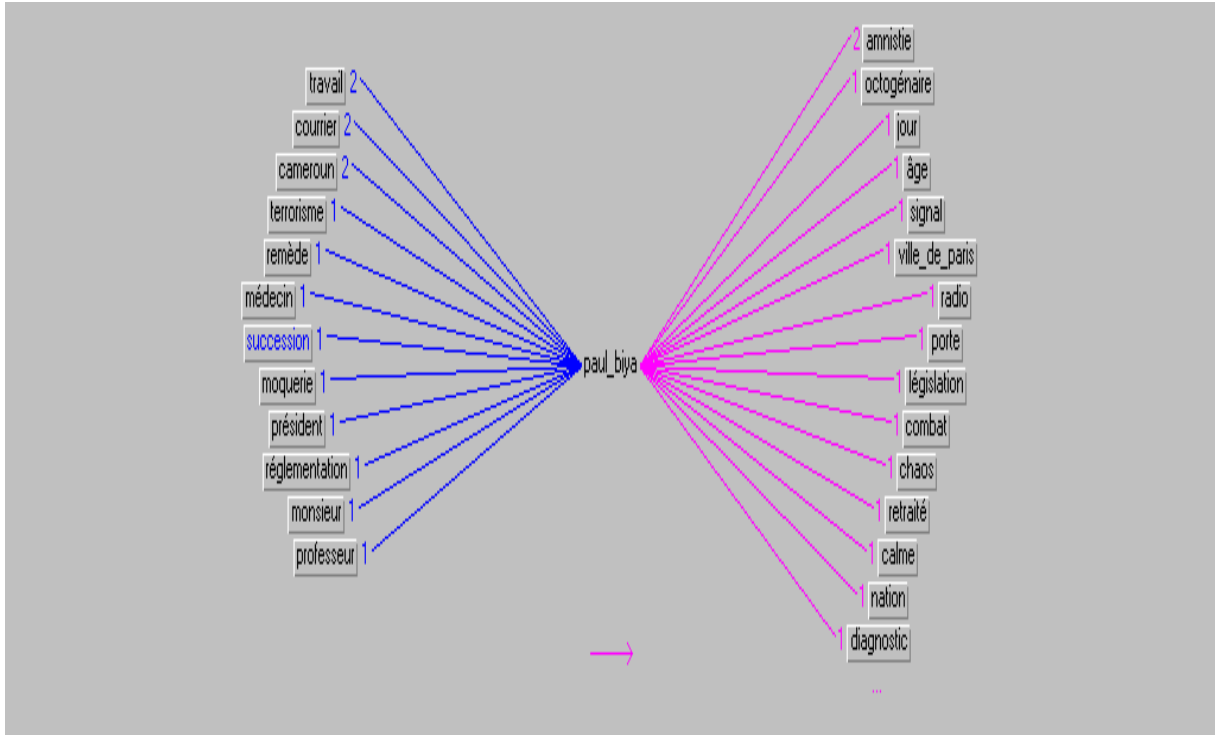 travail 2
courrier 2
cameroun 2
terrorisme 1
remède 1
médecin 1
succession 1
moquerie 1
président 1
réglementation 1
monsieur 1
professeur 1
paul_biya
2 amnistie
1 octogénaire
1 jour
1 âge
1 signal
1 ville_de_paris
1 radio
1 porte
1 législation
1 combat
1 chaos
1 retraité
1 calme
1 nation
1 diagnostic
...